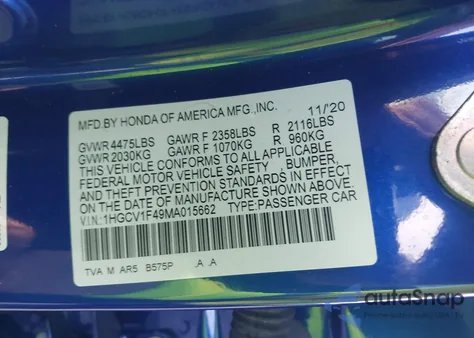 MFD.BY HONDA OF AMERICA MFG.,INC. 11/'20
GVWR 4475LBS GAWR F 2358LBS R 2116LBS
GVWR 2030KG GAWR F 1070KG R 960KG
THIS VEHICLE CONFORMS TO ALL APPLICABLE
FEDERAL MOTOR VEHICLE SAFETY , BUMPER,
AND THEFT PREVENTION STANDARDS IN EFFECT ON
THE DATE OF MANUFACTURE SHOWN ABOVE.
V.I.N.:1HGCV1F49MA015662 TYPE:PASSENGER CAR
TVA M AR5 B575P .A .A
autoSnap